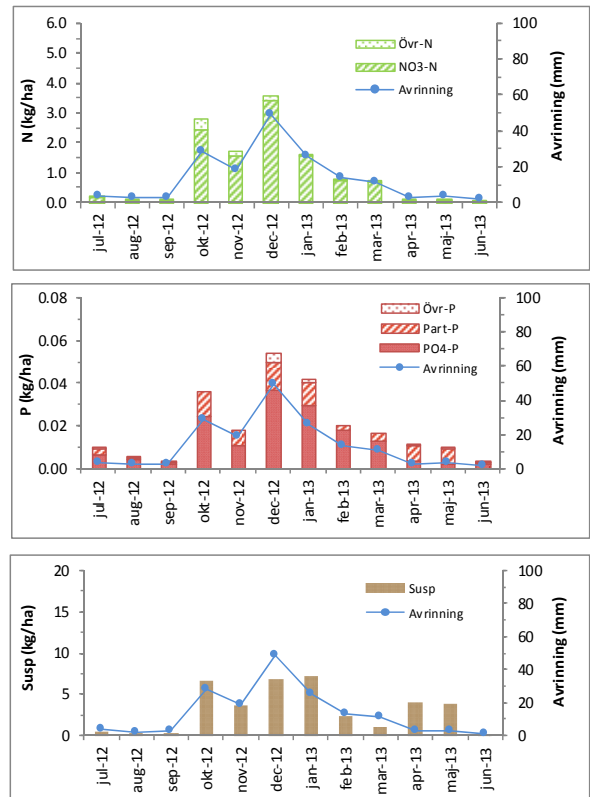 N (kg/ha)
6.0
5.0
4.0
3.0
2.0
1.0
0.0
Övr-N
NO3-N
Avrinning
100
80
60
40
20
0
Avrinning (mm)
jul-12
aug-12
sep-12
okt-12
nov-12
dec-12
jan-13
feb-13
mar-13
apr-13
maj-13
jun-13
P (kg/ha)
0.08
0.06
0.04
0.02
0.00
Övr-P
Part-P
PO4-P
Avrinning
100
80
60
40
20
0
Avrinning (mm)
jul-12
aug-12
sep-12
okt-12
nov-12
dec-12
jan-13
feb-13
mar-13
apr-13
maj-13
jun-13
Susp (kg/ha)
20
15
10
5
0
Susp
Avrinning
100
80
60
40
20
0
Avrinning (mm)
jul-12
aug-12
sep-12
okt-12
nov-12
dec-12
jan-13
feb-13
mar-13
apr-13
maj-13
jun-13